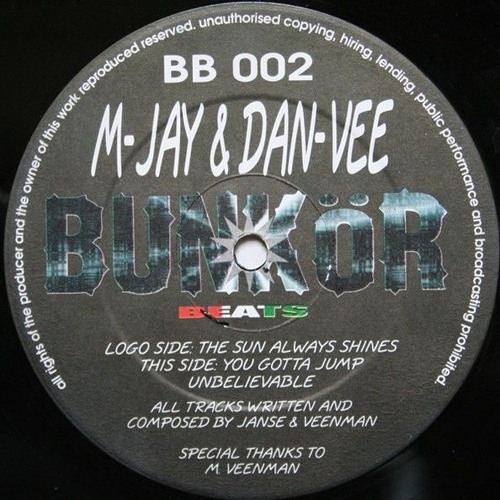 all rights of the producer and the owner of this work reproduced reserved. unauthorised copying, hiring, lending, public performance and broadcasting prohibited.
BB 002
M-JAY & DAN-VEE
BUNKöR
BEATS
LOGO SIDE: THE SUN ALWAYS SHINES
THIS SIDE: YOU GOTTA JUMP
UNBELIEVABLE
ALL TRACKS WRITTEN AND
COMPOSED BY JANSE & VEENMAN
SPECIAL THANKS TO
M. VEENMAN